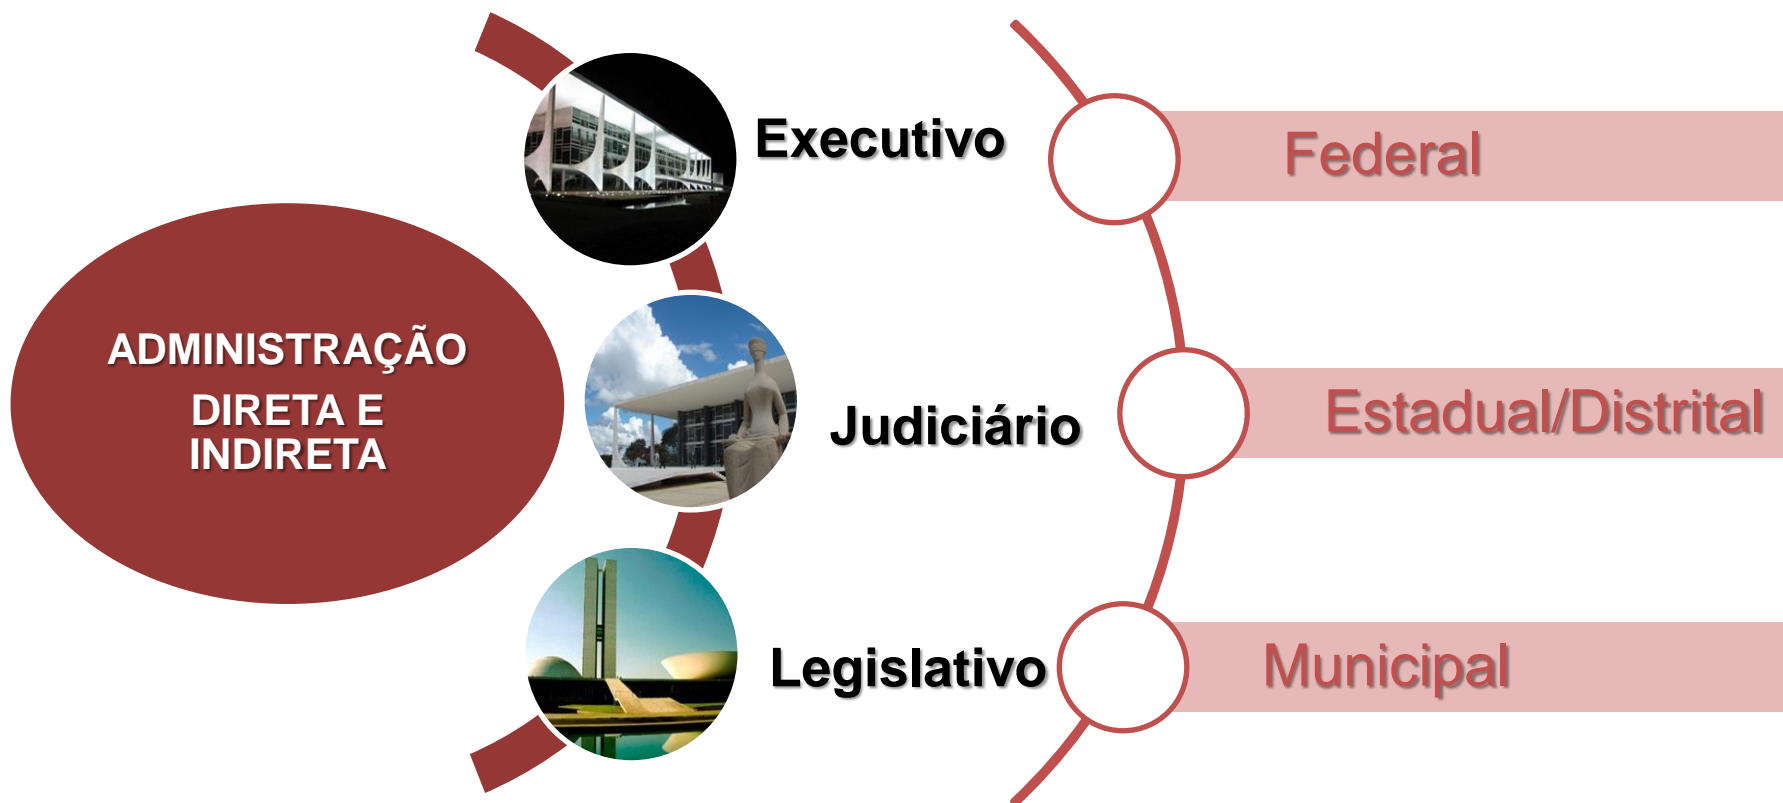 ADMINISTRAÇÃO
DIRETA E
INDIRETA
Executivo
Judiciário
Legislativo
Federal
Estadual/Distrital
Municipal